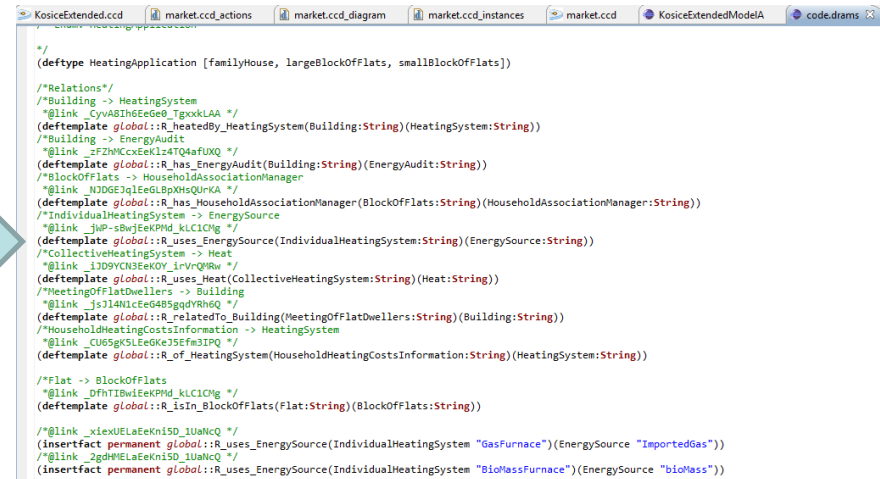 KosiceExtended.ccd market.ccd_actions market.ccd_diagram market.ccd_instances market.ccd KosiceExtendedModelA code.drams
*/
(deftype HeatingApplication [familyHouse, largeBlockOfFlats, smallBlockOfFlats])
/*Relations*/
/*Building -> HeatingSystem
*@link _CyvA8Ih6EeGe0_TgxxkLAA */
(deftemplate global::R_heatedBy_HeatingSystem(Building:String)(HeatingSystem:String))
/*Building -> EnergyAudit
*@link _zFZhMCcxEeKlz4TQ4afUXQ */
(deftemplate global::R_has_EnergyAudit(Building:String)(EnergyAudit:String))
/*BlockOfFlats -> HouseholdAssociationManager
*@link _NJDGEJqlEeGLBpXHsQUrKA */
(deftemplate global::R_has_HouseholdAssociationManager(BlockOfFlats:String)(HouseholdAssociationManager:String))
/*IndividualHeatingSystem -> EnergySource
*@link _jWP-sBwjEeKPMd_kLC1CMg */
(deftemplate global::R_uses_EnergySource(IndividualHeatingSystem:String)(EnergySource:String))
/*CollectiveHeatingSystem -> Heat
*@link _iJD9YCN3EeKOY_irVrQMRw */
(deftemplate global::R_uses_Heat(CollectiveHeatingSystem:String)(Heat:String))
/*MeetingOfFlatDwellers -> Building
*@link _jsJl4N1cEeG4B5gqdYRh6Q */
(deftemplate global::R_relatedTo_Building(MeetingOfFlatDwellers:String)(Building:String))
/*HouseholdHeatingCostsInformation -> HeatingSystem
*@link _CU65gK5LEeGKeJ5Efm3IPQ */
(deftemplate global::R_of_HeatingSystem(HouseholdHeatingCostsInformation:String)(HeatingSystem:String))
/*Flat -> BlockOfFlats
*@link _DfhTIBwiEeKPMd_kLC1CMg */
(deftemplate global::R_isIn_BlockOfFlats(Flat:String)(BlockOfFlats:String))
/*@link _xiexUELaEeKni5D_1UaNcQ */
(insertfact permanent global::R_uses_EnergySource(IndividualHeatingSystem "GasFurnace")(EnergySource "ImportedGas"))
/*@link _2gdHMELaEeKni5D_1UaNcQ */
(insertfact permanent global::R_uses_EnergySource(IndividualHeatingSystem "BioMassFurnace")(EnergySource "bioMass"))